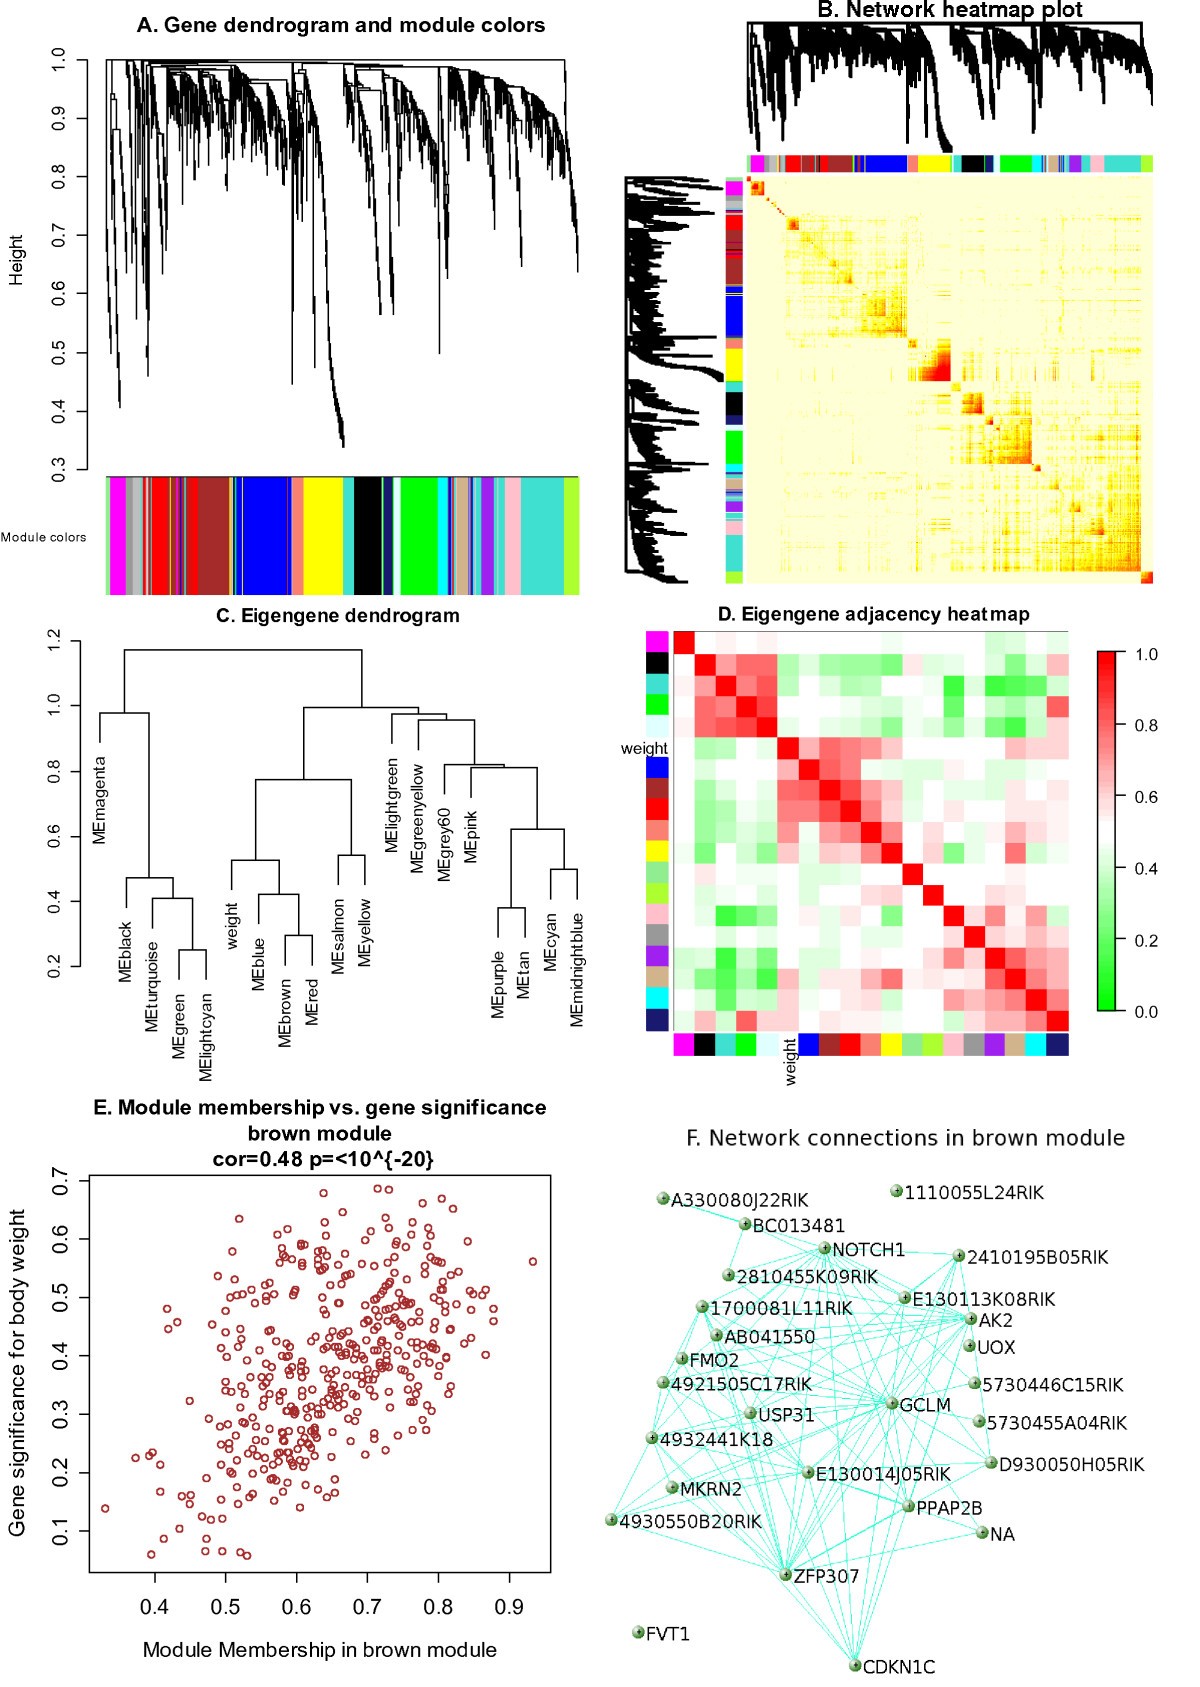 A. Gene dendrogram and module colors
Height
1.0
0.9
0.8
0.7
0.6
0.5
0.4
0.3
Module colors
B. Network heatmap plot
C. Eigengene dendrogram
1.2
1.0
0.8
0.6
0.4
0.2
MEmagenta
MEblack
MEturquoise
MEgreen
MElightcyan
weight
MEblue
MEbrown
MEred
MEsalmon
MEyellow
MElightgreen
MEgreenyellow
MEgrey60
MEpink
MEpurple
MEtan
MEcyan
MEmidnightblue
D. Eigengene adjacency heatmap
weight
weight
1.0
0.8
0.6
0.4
0.2
0.0
E. Module membership vs. gene significance
brown module
cor=0.48 p=<10^{-20}
Gene significance for body weight
0.7
0.6
0.5
0.4
0.3
0.2
0.1
0.4 0.5 0.6 0.7 0.8 0.9
Module Membership in brown module
F. Network connections in brown module
A330080J22RIK
1110055L24RIK
BC013481
NOTCH1
2410195B05RIK
2810455K09RIK
E130113K08RIK
1700081L11RIK
AK2
AB041550
UOX
FMO2
4921505C17RIK
5730446C15RIK
GCLM
USP31
5730455A04RIK
4932441K18
D930050H05RIK
E130014J05RIK
MKRN2
PPAP2B
4930550B20RIK
NA
ZFP307
FVT1
CDKN1C